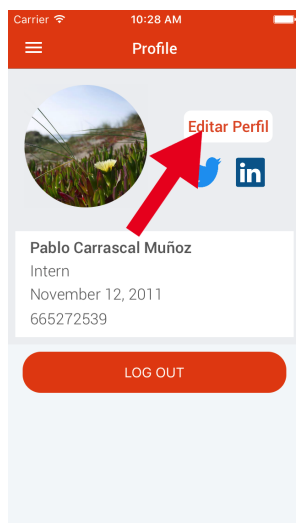 Carrier 10:28 AM
Profile
Editar Perfil
in
Pablo Carrascal Muñoz
Intern
November 12, 2011
665272539
LOG OUT